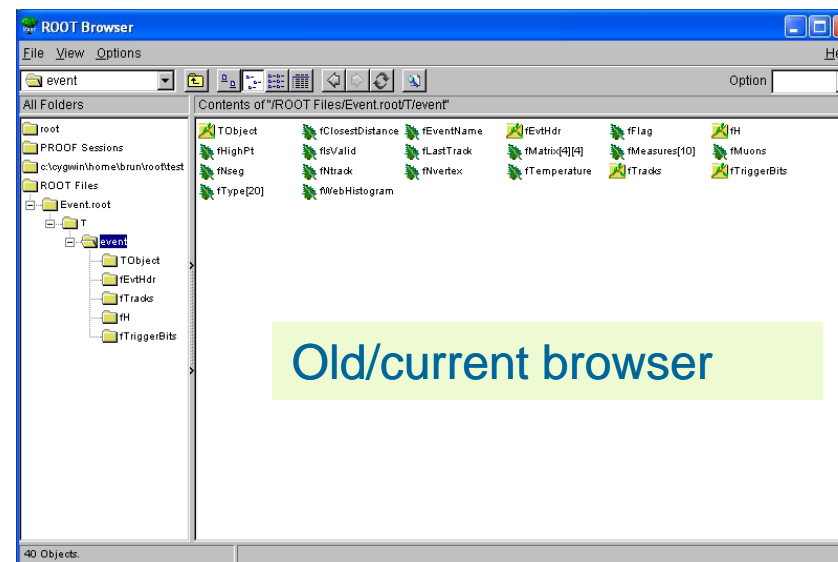 ROOT Browser
File View Options He
event Option
All Folders Contents of "/ROOT Files/Event.root/T/event"
root
PROOF Sessions
c:\cygwin\home\brun\root\test
ROOT Files
Event.root
T
event
TObject
fEvtHdr
fTracks
fH
fTriggerBits
TObject fClosestDistance fEventName fEvtHdr fFlag fH
fHighPt fIsValid fLastTrack fMatrix[4][4] fMeasures[10] fMuons
fNseg fNtrack fNvertex fTemperature fTracks fTriggerBits
fType[20] fWebHistogram
Old/current browser
40 Objects.